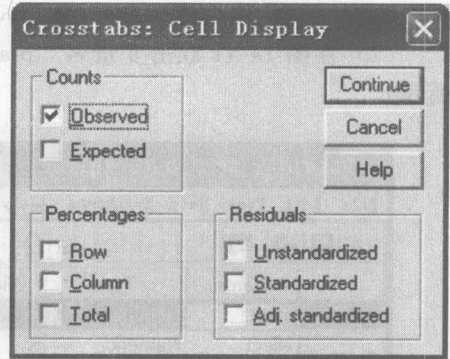 Crosstabs: Cell Display
Counts
Observed
Expected
Continue
Cancel
Help
Percentages
Row
Column
Total
Residuals
Unstandardized
Standardized
Adj. standardized